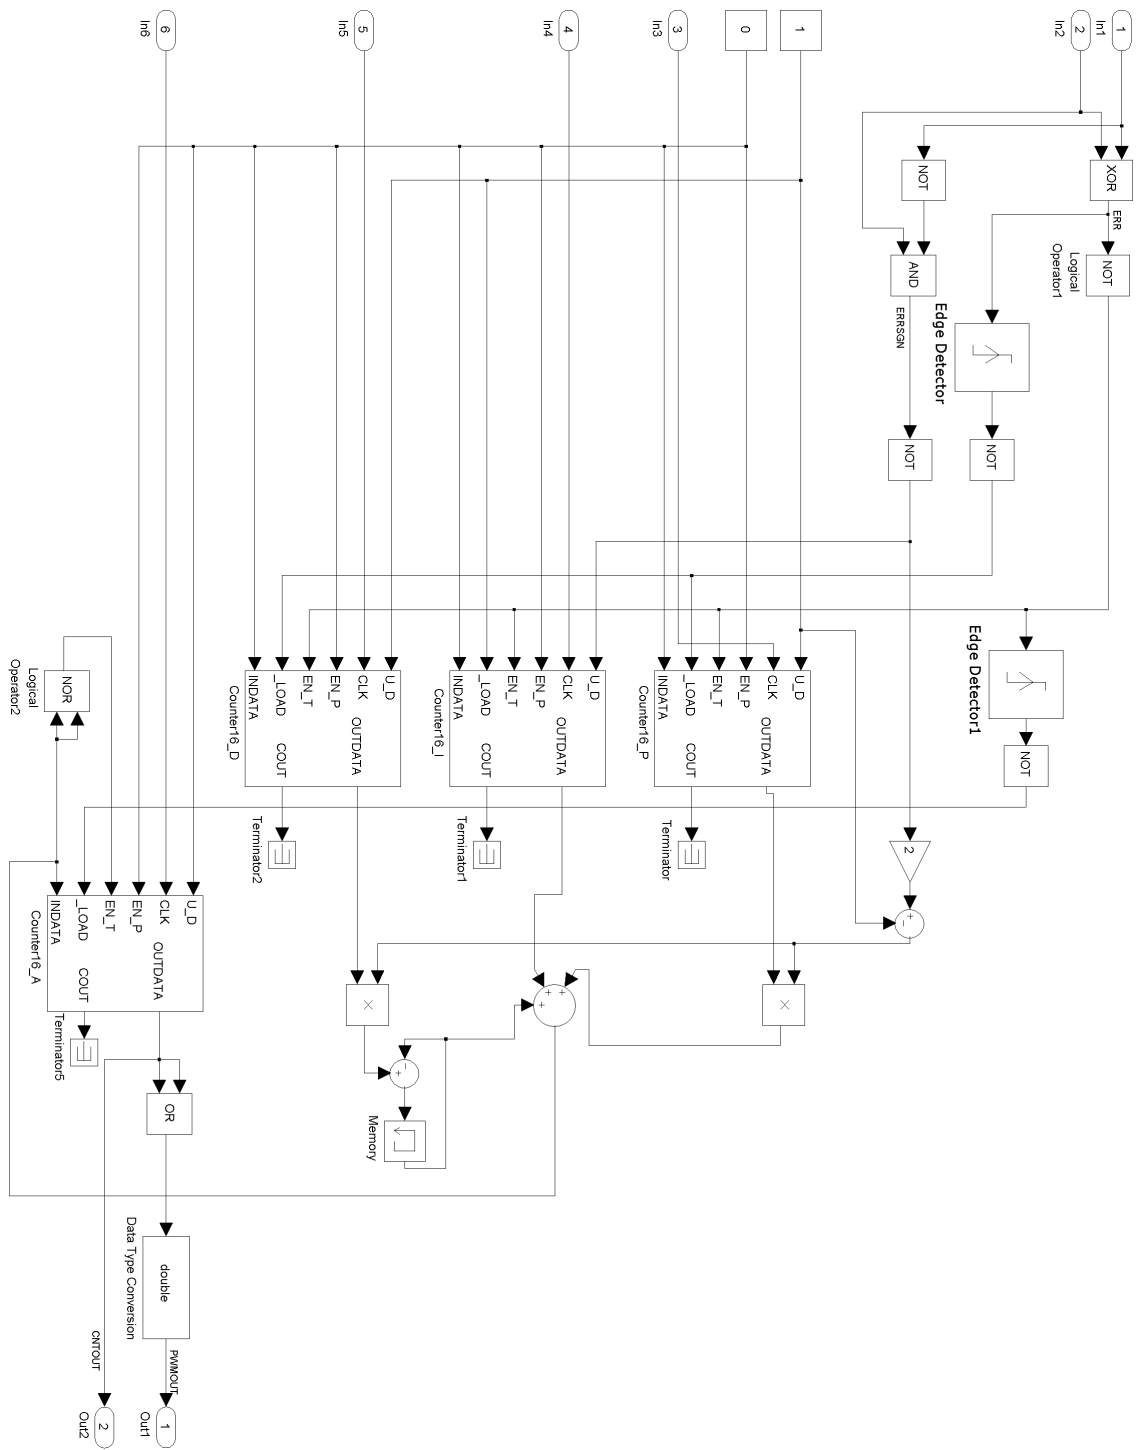 1
In1
2
In2
1
0
3
In3
4
In4
5
In5
6
In6
XOR
ERR
NOT
Logical
Operator1
NOT
AND
ERRSGN
Edge Detector
NOT
NOT
Edge Detector1
NOT
U_D
CLK
EN_P
EN_T
_LOAD
INDATA
OUTDATA
COUT
Counter16_P
Terminator
U_D
CLK
EN_P
EN_T
_LOAD
INDATA
OUTDATA
COUT
Counter16_I
Terminator1
U_D
CLK
EN_P
EN_T
_LOAD
INDATA
OUTDATA
COUT
Counter16_D
Terminator2
2
+
−
×
×
+
+
+
−
+
Memory
NOR
Logical
Operator2
U_D
CLK
EN_P
EN_T
_LOAD
INDATA
OUTDATA
COUT
Counter16_A
Terminator5
OR
double
Data Type Conversion
PWMOUT
1
Out1
CNTOUT
2
Out2